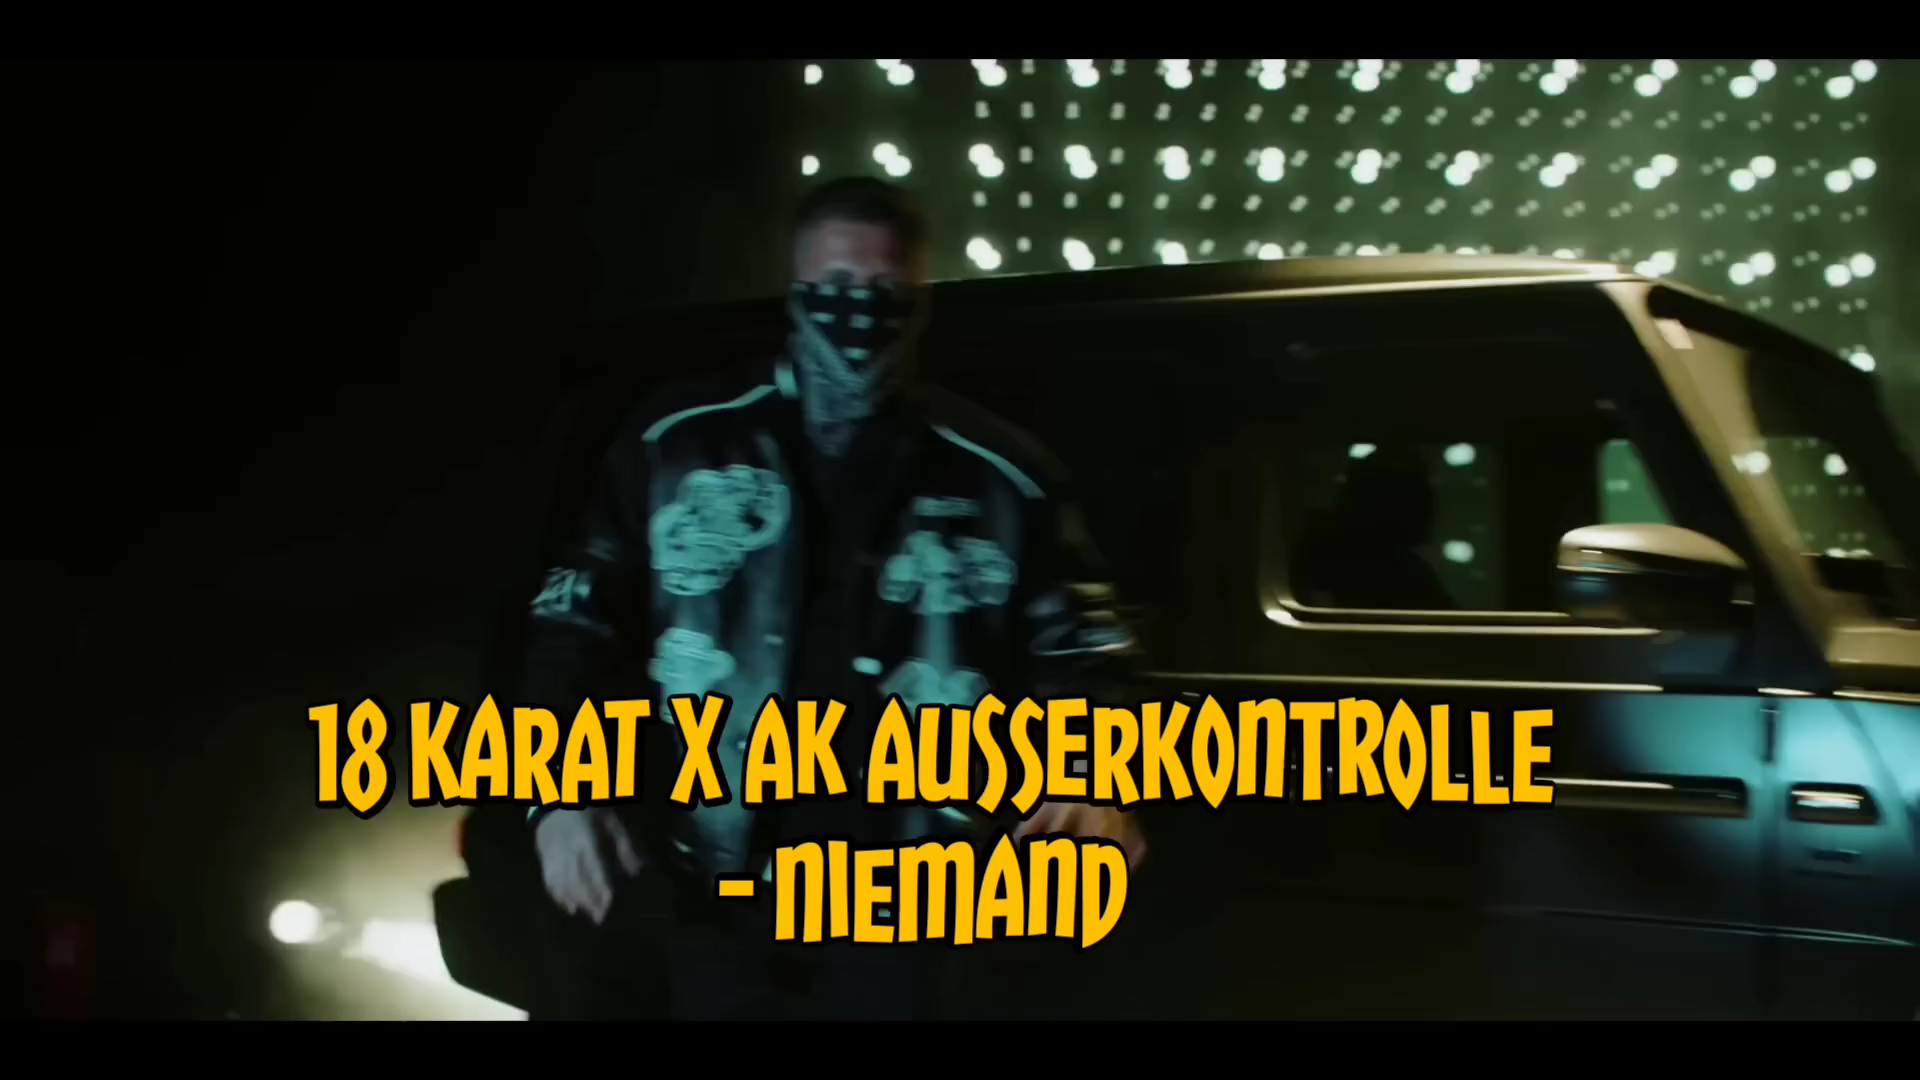 18 KARAT X AK AUSSERKONTROLLE
- NIEMAND